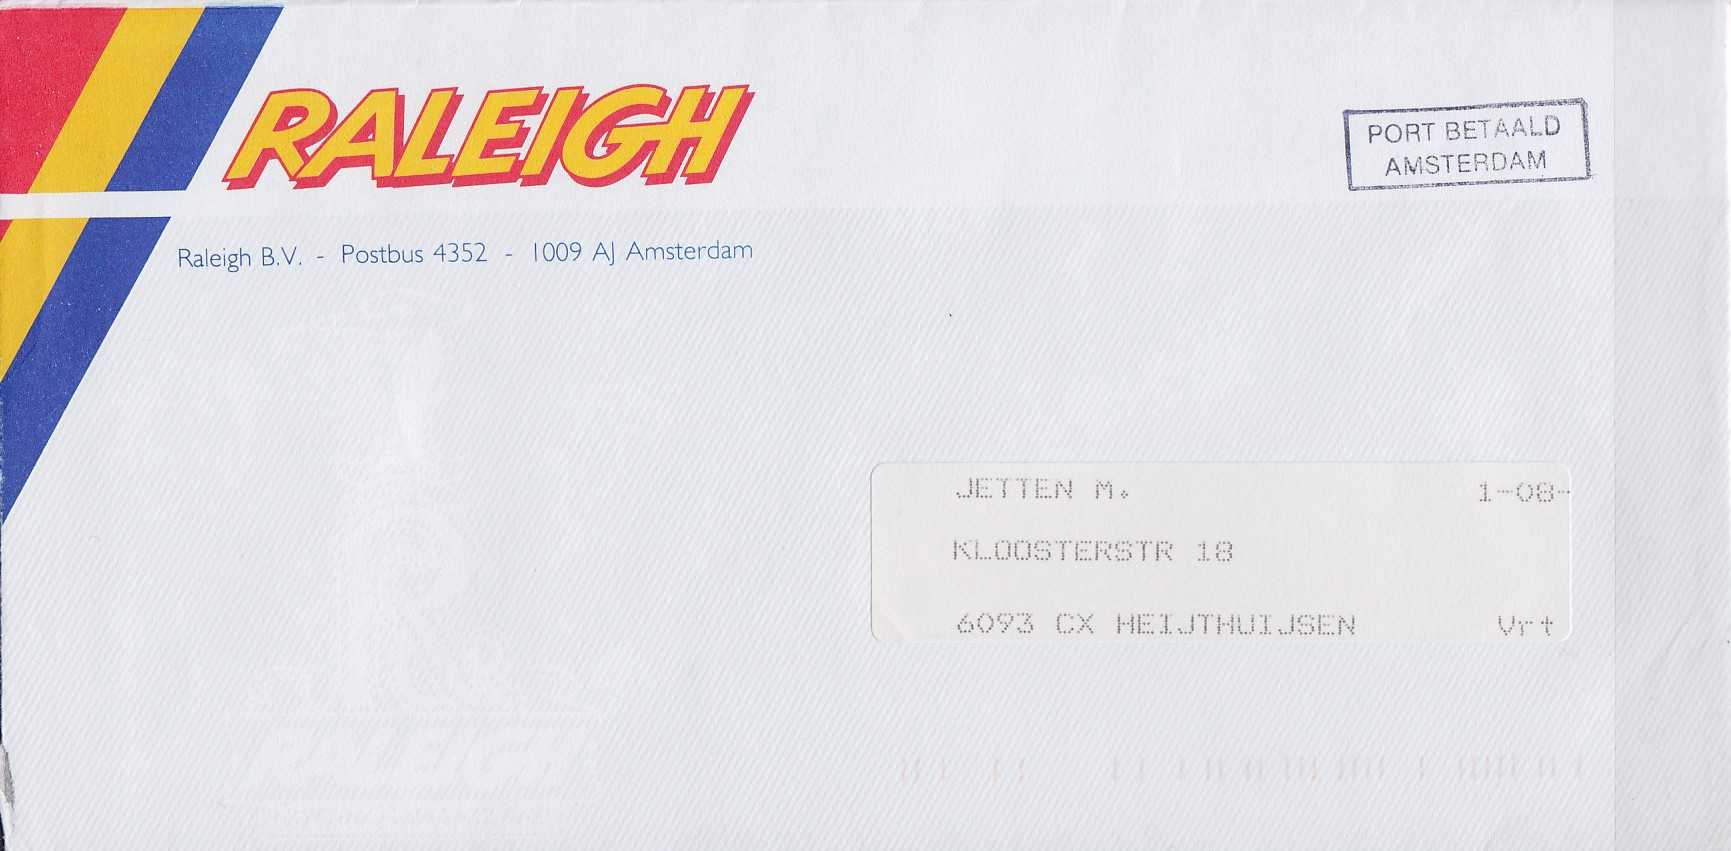 RALEIGH
PORT BETAALD
AMSTERDAM
Raleigh B.V. - Postbus 4352 - 1009 AJ Amsterdam
JETTEN M. 1-08-
KLOOSTERSTR 18
6093 CX HEIJTHUIJSEN Vrt